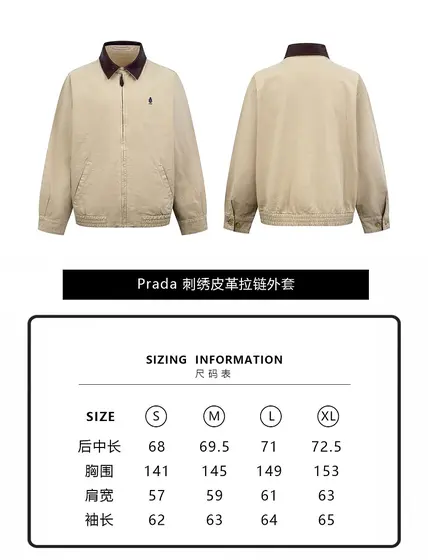 Prada 刺绣皮革拉链外套
SIZING INFORMATION
尺码表
SIZE S M L XL
后中长 68 69.5 71 72.5
胸围 141 145 149 153
肩宽 57 59 61 63
袖长 62 63 64 65